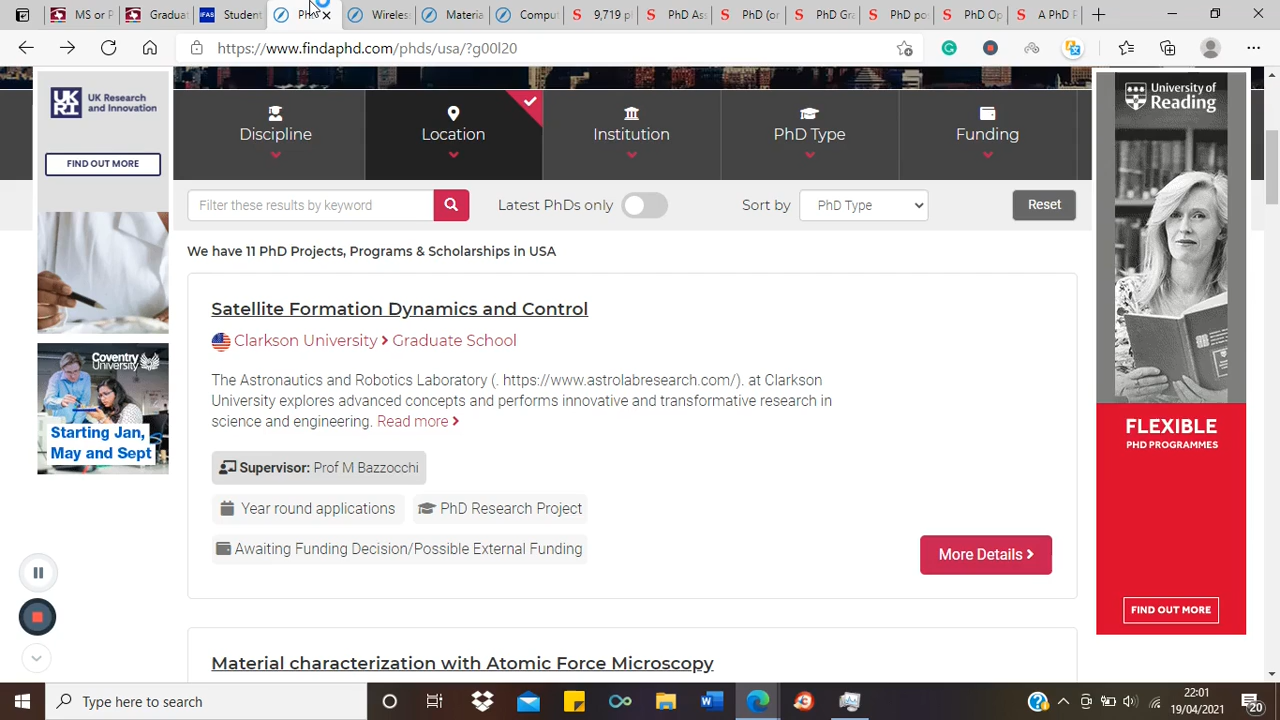 MS or P
Graduat
IFAS Student
Ph
Wireles
Materia
Compu
9,719 p
PhD Ass
PhD (or
PhD Gra
PhD po
PhD Op
A PhD F
https://www.findaphd.com/phds/usa/?g00l20
UKRI UK Research and Innovation
FIND OUT MORE
Coventry University
Starting Jan,
May and Sept
Discipline
Location
Institution
PhD Type
Funding
Filter these results by keyword
Latest PhDs only
Sort by
PhD Type
Reset
We have 11 PhD Projects, Programs & Scholarships in USA
Satellite Formation Dynamics and Control
Clarkson University Graduate School
The Astronautics and Robotics Laboratory (. https://www.astrolabresearch.com/). at Clarkson
University explores advanced concepts and performs innovative and transformative research in
science and engineering. Read more
Supervisor: Prof M Bazzocchi
Year round applications
PhD Research Project
Awaiting Funding Decision/Possible External Funding
More Details
Material characterization with Atomic Force Microscopy
University of
Reading
FLEXIBLE
PHD PROGRAMMES
FIND OUT MORE
Type here to search
22:01
19/04/2021
20